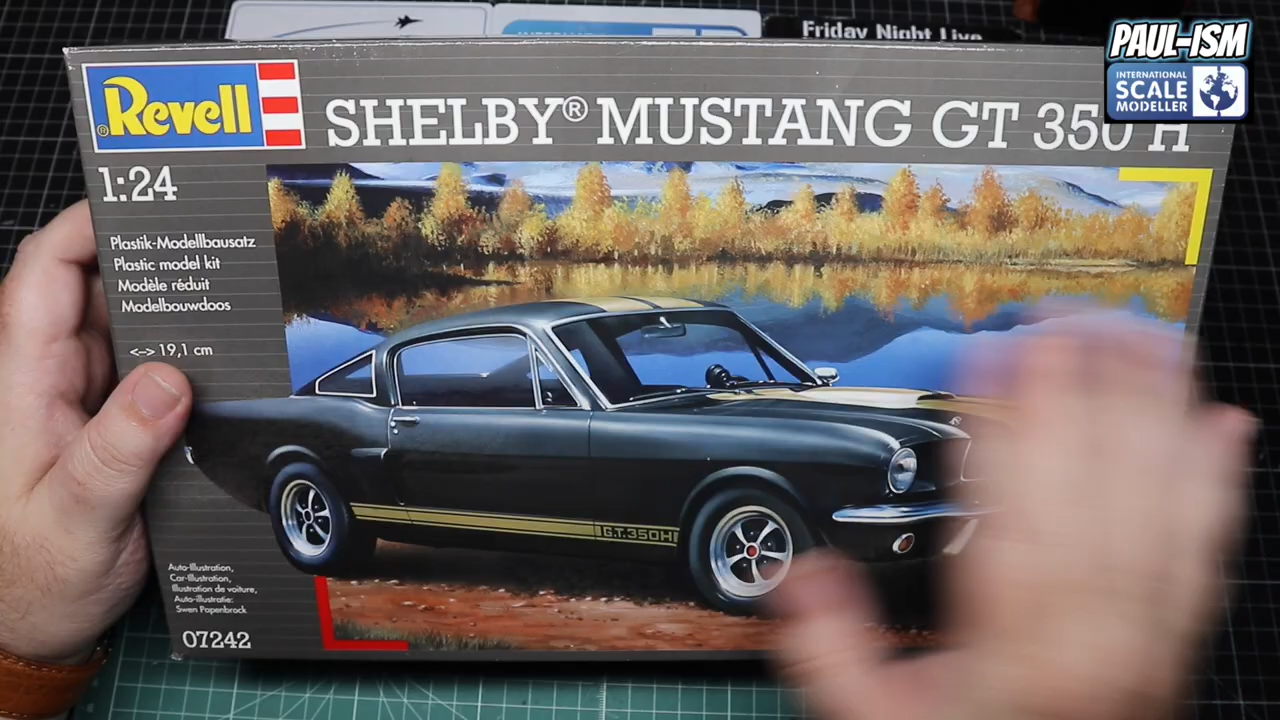 Friday Night Live
PAUL-ISM
INTERNATIONAL
SCALE
MODELLER
Revell
®
SHELBY® MUSTANG GT 350 H
1:24
Plastik-Modellbausatz
Plastic model kit
Modèle réduit
Modelbouwdoos
<-> 19,1 cm
G.T.350H
Auto-Illustration,
Car-Illustration,
Illustration de voiture,
Auto-illustratie:
Swen Papenbrock
07242